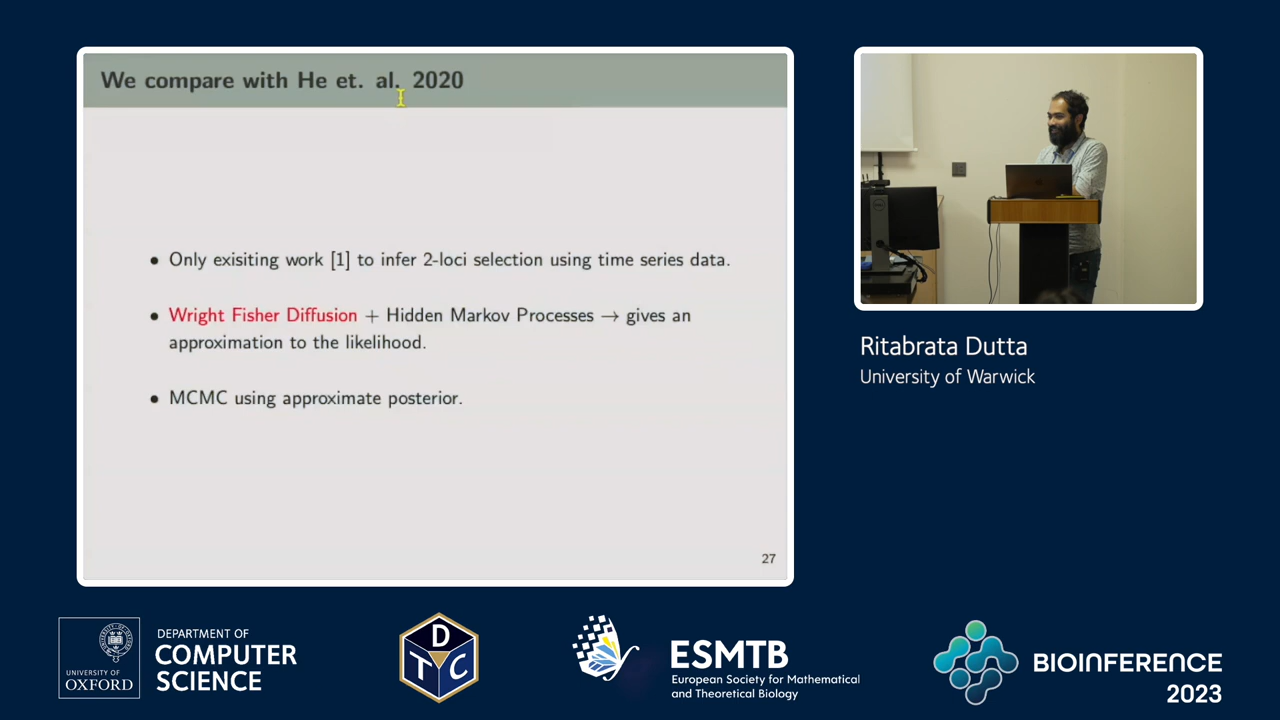 We compare with He et. al. 2020
• Only exisiting work [1] to infer 2-loci selection using time series data.
• Wright Fisher Diffusion + Hidden Markov Processes → gives an
approximation to the likelihood.
• MCMC using approximate posterior.
27
Ritabrata Dutta
University of Warwick
UNIVERSITY OF
OXFORD
DEPARTMENT OF
COMPUTER
SCIENCE
D
T C
ESMTB
European Society for Mathematical
and Theoretical Biology
BIOINFERENCE
2023